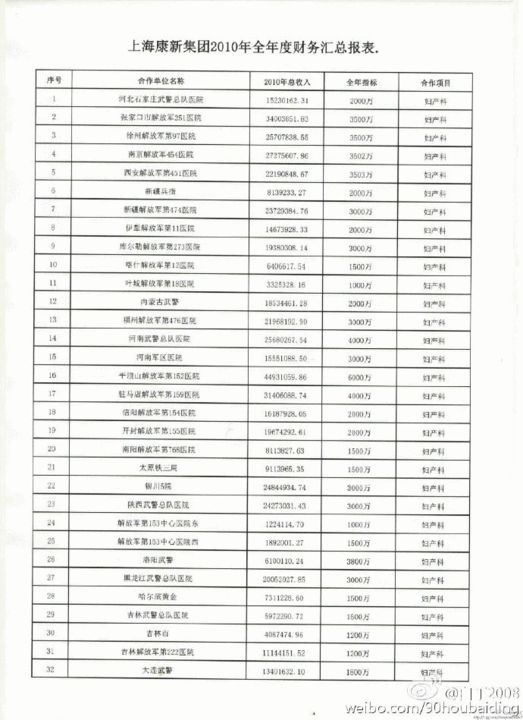 上海康新集团2010年全年度财务汇总报表.
序号 合作单位名称 2010年总收入 全年指标 合作项目
1 河北石家庄武警总队医院 15230162.31 2000万 妇产科
2 张家口市解放军251医院 34003651.83 3500万 妇产科
3 徐州解放军第97医院 25707838.55 3500万 妇产科
4 南京解放军454医院 27275607.86 3502万 妇产科
5 西安解放军第451医院 22190848.67 3503万 妇产科
6 新疆兵指 8139233.27 2000万 妇产科
7 新疆解放军第474医院 23729384.76 3000万 妇产科
8 伊犁解放军第11医院 14673928.33 2000万 妇产科
9 库尔勒解放军第273医院 19380308.14 3000万 妇产科
10 喀什解放军第12医院 6406617.54 1500万 妇产科
11 叶城解放军第18医院 3325328.16 1000万 妇产科
12 内蒙古武警 18534461.28 2000万 妇产科
13 福州解放军第476医院 21968192.90 3000万 妇产科
14 河南武警总队医院 25680267.54 4000万 妇产科
15 河南军区医院 15551088.50 3000万 妇产科
16 平顶山解放军第152医院 44931059.86 6000万 妇产科
17 驻马店解放军第159医院 31406088.74 4000万 妇产科
18 信阳解放军第154医院 16187928.05 2800万 妇产科
19 开封解放军第155医院 19674292.61 2800万 妇产科
20 南阳解放军第768医院 8113827.63 1500万 妇产科
21 太原铁三局 9113965.35 1500万 妇产科
22 银川5院 24844934.74 3000万 妇产科
23 陕西武警总队医院 24273031.43 3000万 妇产科
24 解放军第153中心医院东 1224114.70 1000万 妇产科
25 解放军第153中心医院西 1892001.27 1500万 妇产科
26 洛阳武警 6100110.24 3800万 妇产科
27 黑龙江武警总队医院 20052027.85 3000万 妇产科
28 哈尔滨黄金 7311228.60 1500万 妇产科
29 吉林武警总队医院 5972290.72 1500万 妇产科
30 吉林市 4087474.96 1200万 妇产科
31 吉林解放军第222医院 11144151.52 1200万 妇产科
32 大连武警 13401632.10 1800万 妇产科
weibo.com/90houbaiding